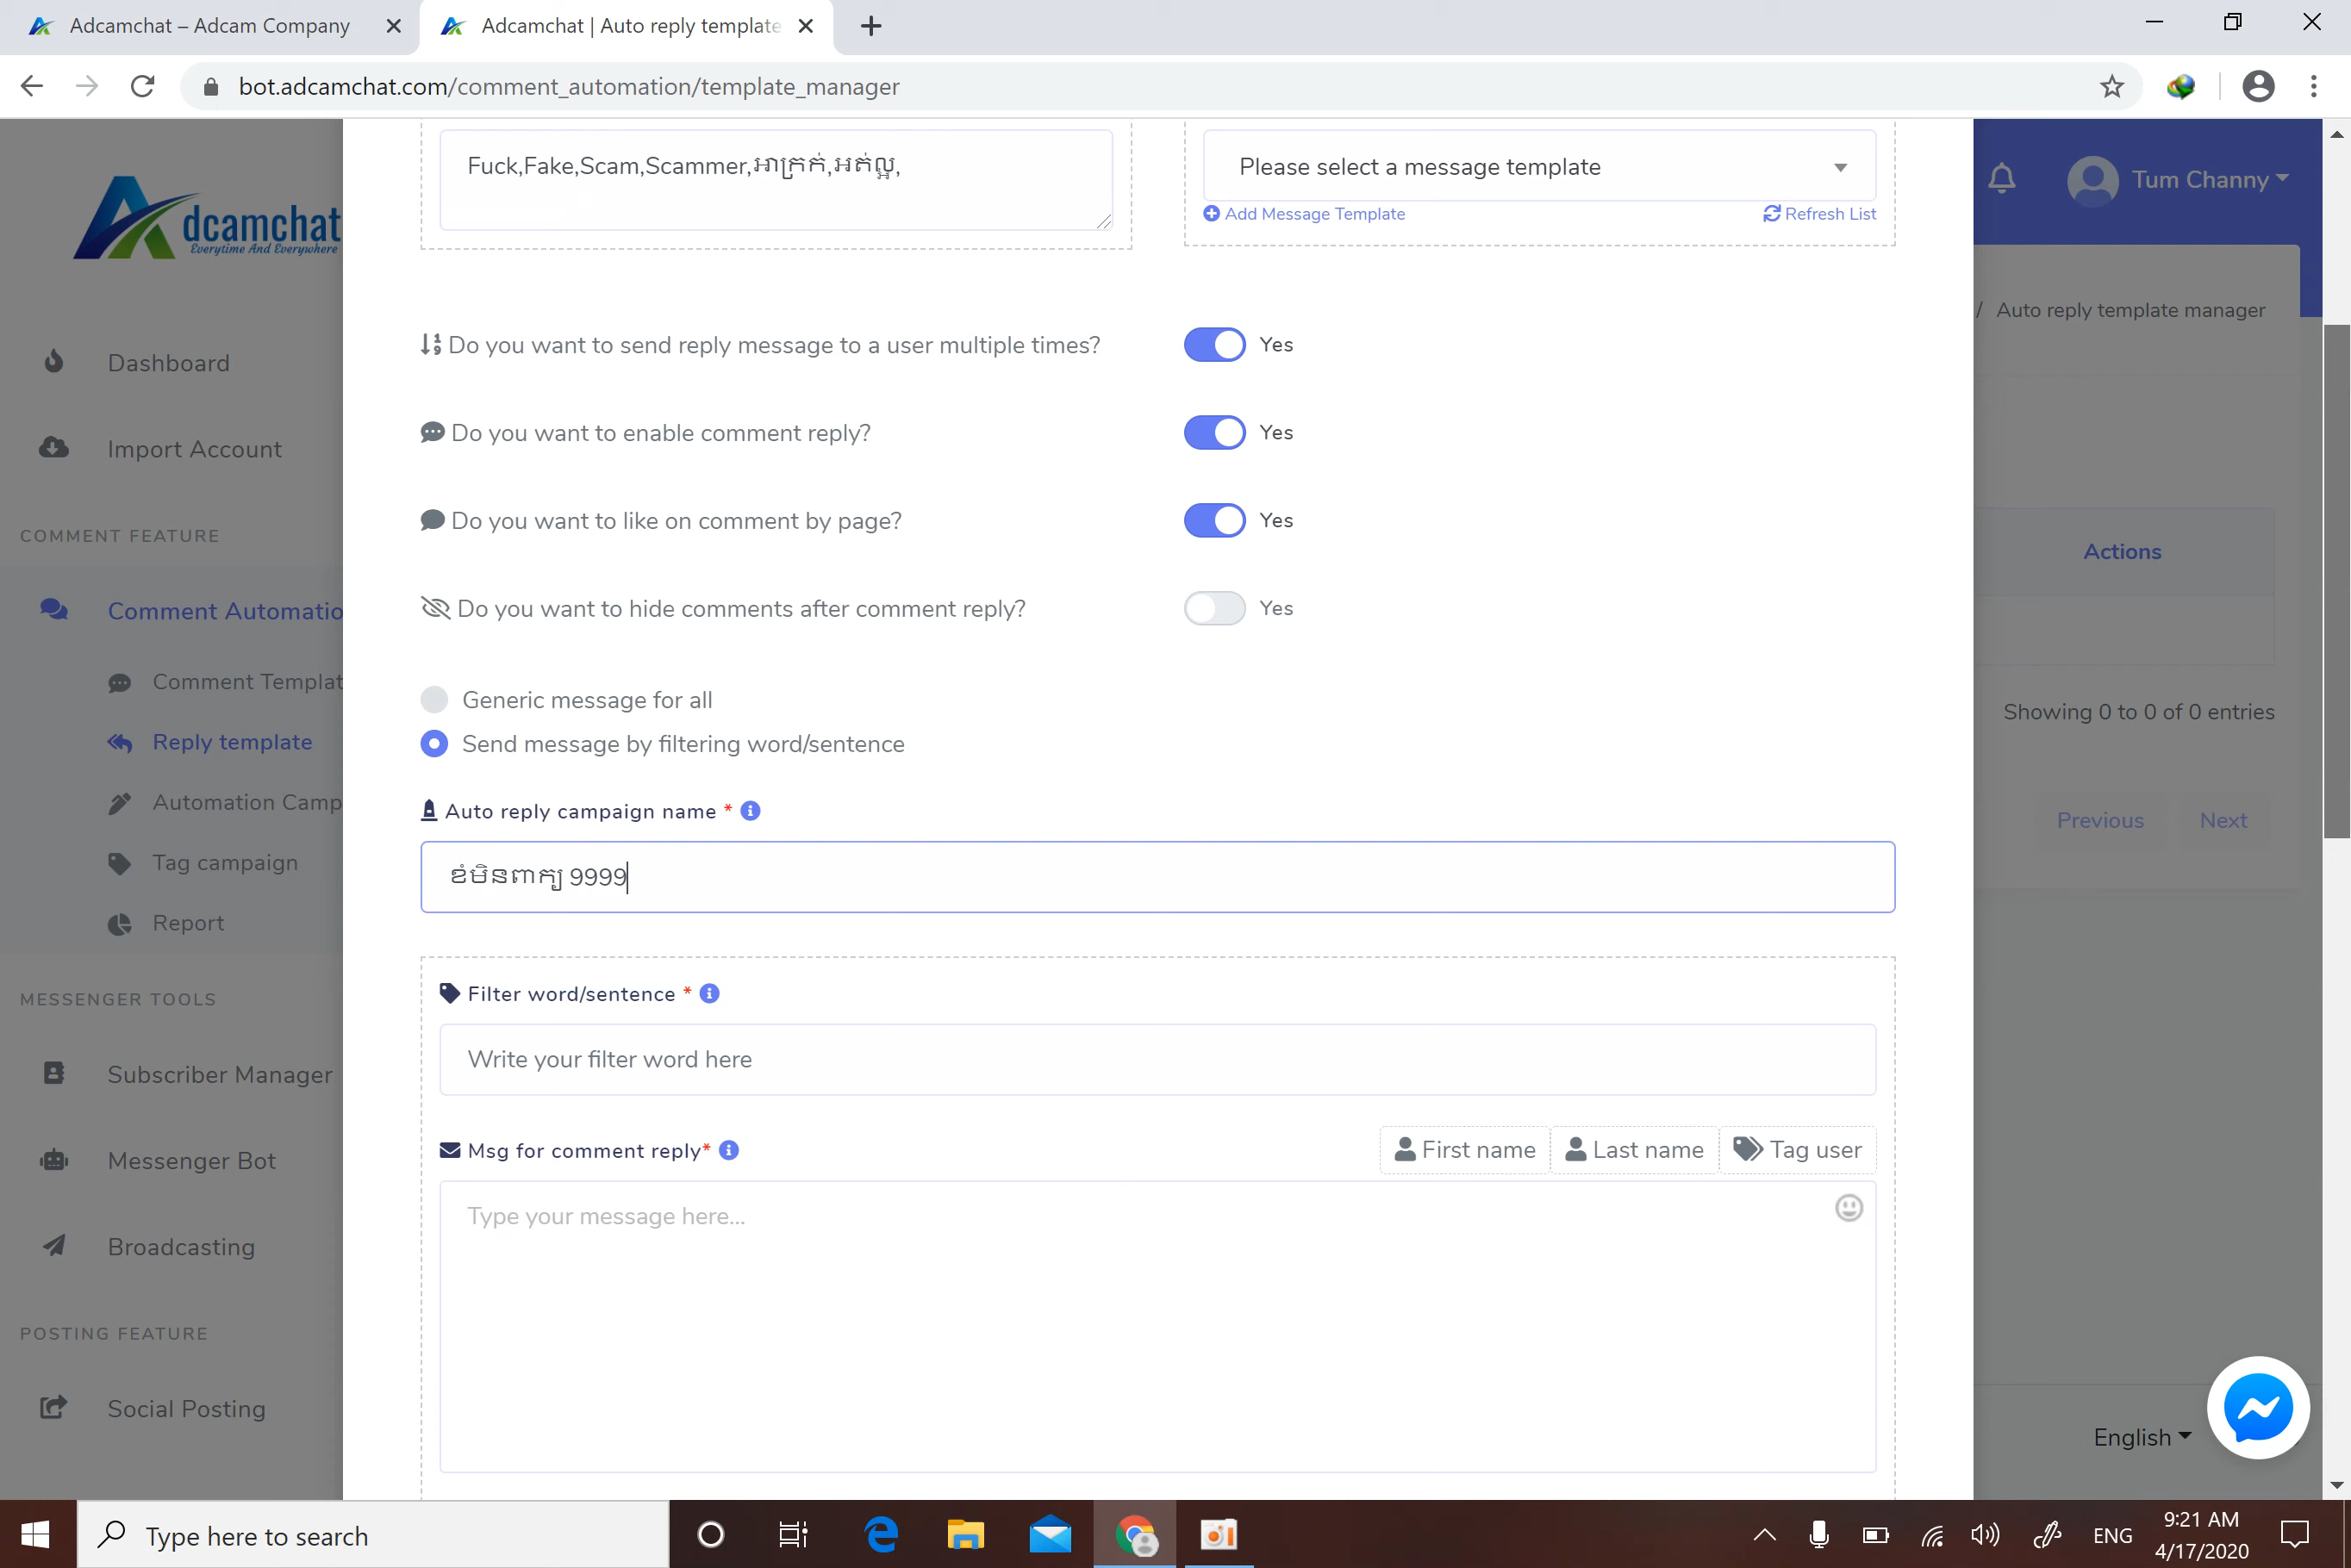 Adcamchat – Adcam Company
Adcamchat | Auto reply template
bot.adcamchat.com/comment_automation/template_manager
dcamchat
Everytime And Everywhere
Tum Channy
/ Auto reply template manager
Dashboard
Import Account
COMMENT FEATURE
Comment Automatio
Comment Templat
Reply template
Automation Camp
Tag campaign
Report
MESSENGER TOOLS
Subscriber Manager
Messenger Bot
Broadcasting
POSTING FEATURE
Social Posting
Fuck,Fake,Scam,Scammer,អាក្រក់,អត់ល្អ,
Please select a message template
Add Message Template
Refresh List
Do you want to send reply message to a user multiple times?
Yes
Do you want to enable comment reply?
Yes
Do you want to like on comment by page?
Yes
Do you want to hide comments after comment reply?
Yes
Generic message for all
Send message by filtering word/sentence
Auto reply campaign name *
ខំមិនពាក្យ 9999
Filter word/sentence *
Write your filter word here
Msg for comment reply*
First name
Last name
Tag user
Type your message here...
Actions
Showing 0 to 0 of 0 entries
Previous
Next
English
Type here to search
ENG
9:21 AM
4/17/2020